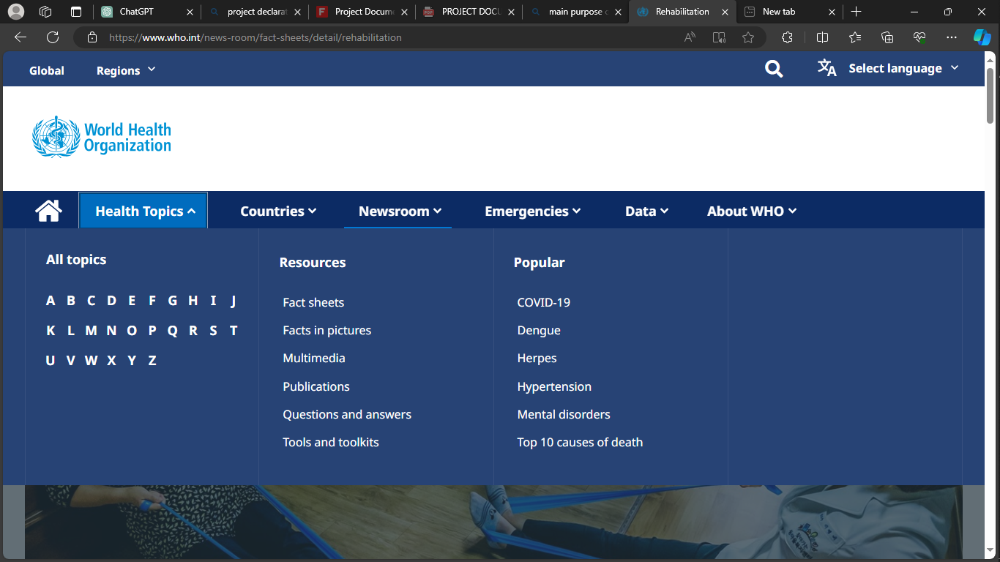 ChatGPT
project declarat
Project Docum
PROJECT DOCU
main purpose o
Rehabilitation
New tab
https://www.who.int/news-room/fact-sheets/detail/rehabilitation
Global Regions
Select language
World Health
Organization
Health Topics Countries Newsroom Emergencies Data About WHO
All topics
A B C D E F G H I J
K L M N O P Q R S T
U V W X Y Z
Resources
Fact sheets
Facts in pictures
Multimedia
Publications
Questions and answers
Tools and toolkits
Popular
COVID-19
Dengue
Herpes
Hypertension
Mental disorders
Top 10 causes of death